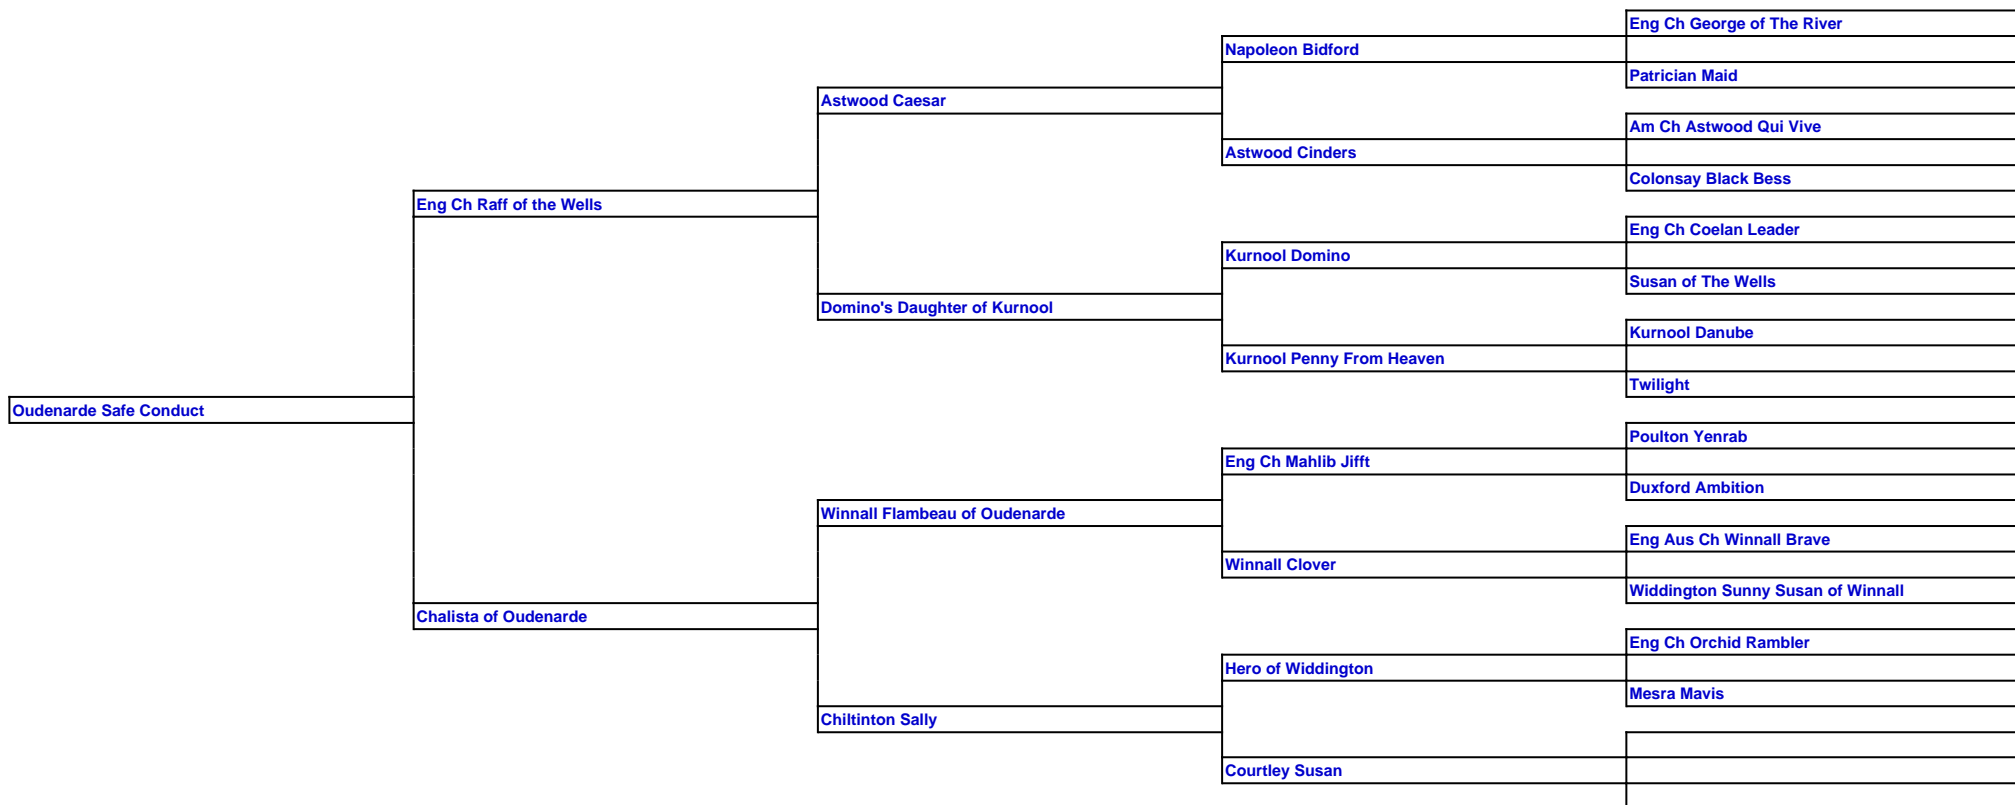 Eng Ch George of The River
Napoleon Bidford
Patrician Maid
Astwood Caesar
Am Ch Astwood Qui Vive
Astwood Cinders
Colonsay Black Bess
Eng Ch Raff of the Wells
Eng Ch Coelan Leader
Kurnool Domino
Susan of The Wells
Domino's Daughter of Kurnool
Kurnool Danube
Kurnool Penny From Heaven
Twilight
Oudenarde Safe Conduct
Poulton Yenrab
Eng Ch Mahlib Jifft
Duxford Ambition
Winnall Flambeau of Oudenarde
Eng Aus Ch Winnall Brave
Winnall Clover
Widdington Sunny Susan of Winnall
Chalista of Oudenarde
Eng Ch Orchid Rambler
Hero of Widdington
Mesra Mavis
Chiltinton Sally
Courtley Susan